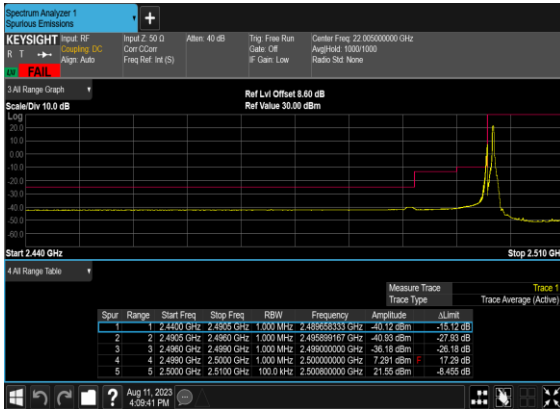 Spectrum Analyzer 1
Spurious Emissions
+
KEYSIGHT Input: RF Input Z: 50 Ω Atten: 40 dB Trig: Free Run Center Freq: 22.005000000 GHz
R T Coupling: DC Corr CCorr Gate: Off Avg|Hold: 1000/1000
Align: Auto Freq Ref: Int (S) IF Gain: Low Radio Std: None
FAIL
3 All Range Graph
Ref Lvl Offset 8.60 dB
Scale/Div 10.0 dB Ref Value 30.00 dBm
Log
20.0
10.0
0.00
-10.0
-20.0
-30.0
-40.0
-50.0
-60.0
Start 2.440 GHz Stop 2.510 GH
4 All Range Table
Measure Trace Trace 1
Trace Type Trace Average (Active)
Spur Range Start Freq Stop Freq RBW Frequency Amplitude ΔLimit
1 1 2.4400 GHz 2.4905 GHz 1.000 MHz 2.489658333 GHz -40.12 dBm -15.12 dB
2 2 2.4905 GHz 2.4960 GHz 1.000 MHz 2.495899167 GHz -40.93 dBm -27.93 dB
3 3 2.4960 GHz 2.4990 GHz 1.000 MHz 2.499000000 GHz -36.18 dBm -26.18 dB
4 4 2.4990 GHz 2.5000 GHz 1.000 MHz 2.500000000 GHz 7.291 dBm F 17.29 dB
5 5 2.5000 GHz 2.5100 GHz 100.0 kHz 2.500800000 GHz 21.55 dBm -8.455 dB
? Aug 11, 2023
4:09:41 PM